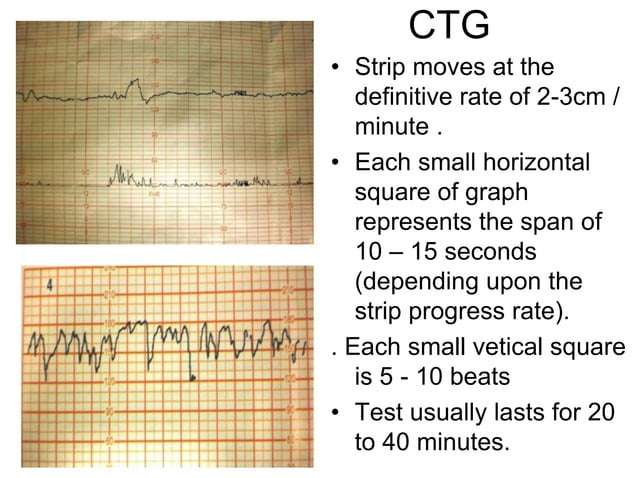 CTG
• Strip moves at the
definitive rate of 2-3cm /
minute .
• Each small horizontal
square of graph
represents the span of
10 – 15 seconds
(depending upon the
strip progress rate).
. Each small vetical square
is 5 - 10 beats
• Test usually lasts for 20
to 40 minutes.
4